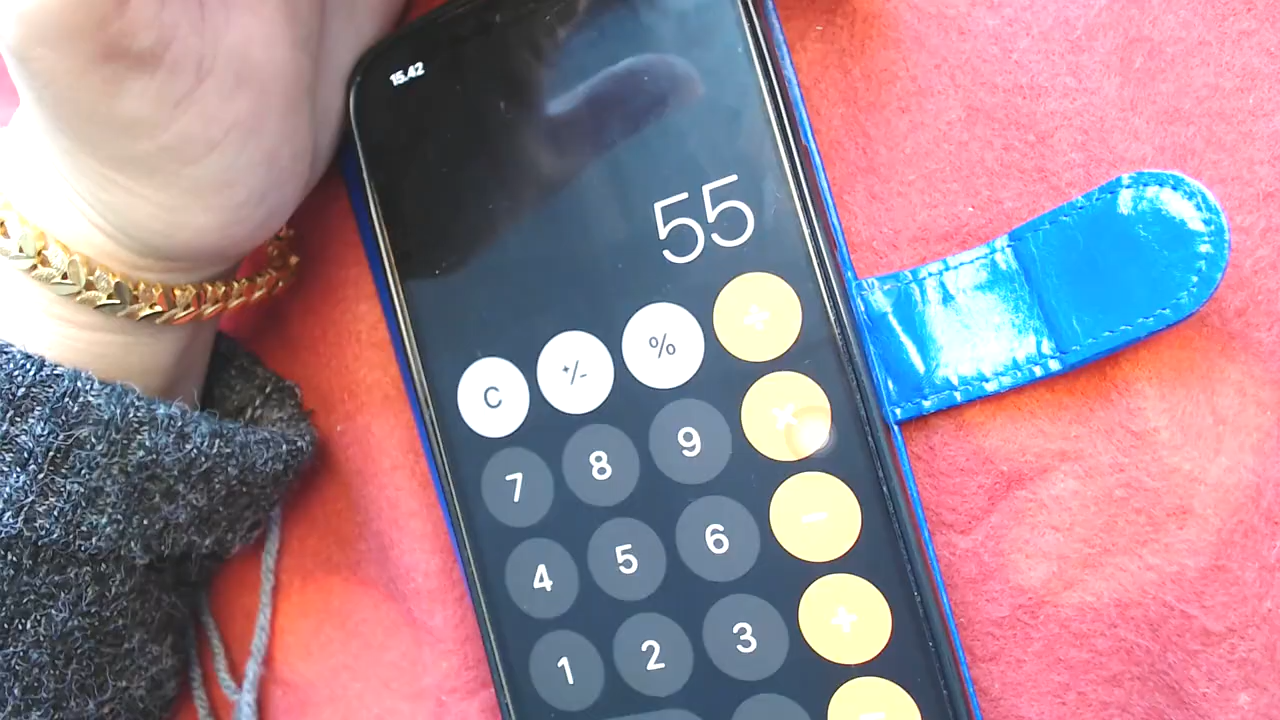 15.42
55
C +/- % ÷
7 8 9 ×
4 5 6 −
1 2 3 +
=